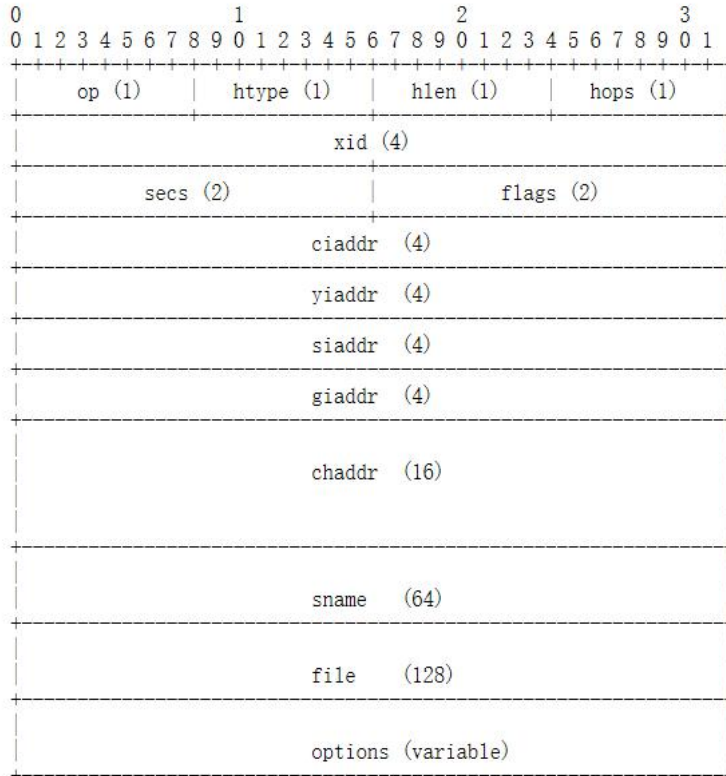 0                   1                   2                   3
0 1 2 3 4 5 6 7 8 9 0 1 2 3 4 5 6 7 8 9 0 1 2 3 4 5 6 7 8 9 0 1
op (1) | htype (1) | hlen (1) | hops (1)
xid (4)
secs (2) | flags (2)
ciaddr (4)
yiaddr (4)
siaddr (4)
giaddr (4)
chaddr (16)
sname (64)
file (128)
options (variable)